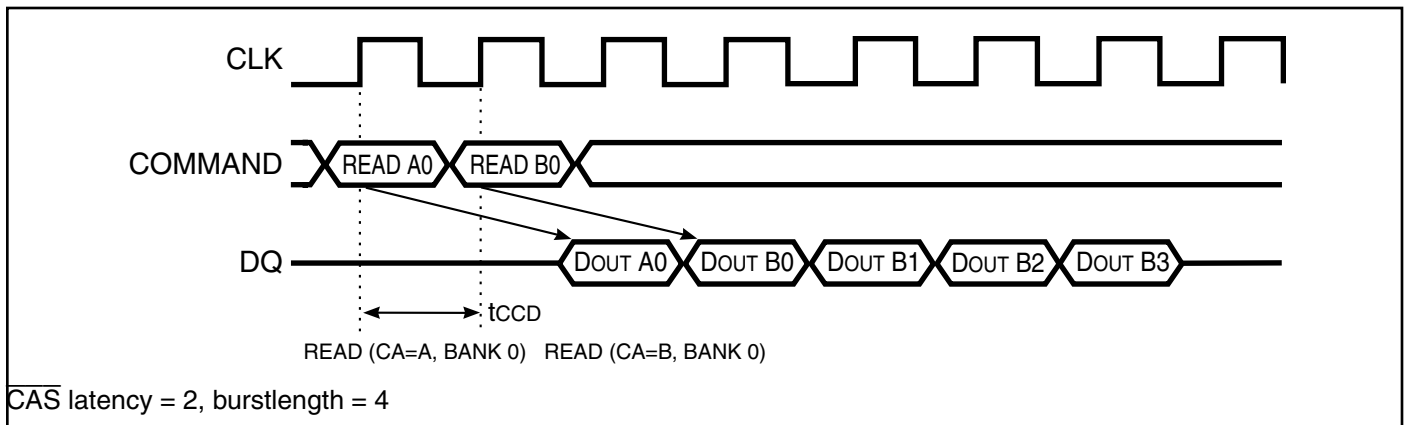 CLK
COMMAND READ A0 READ B0
DQ DOUT A0 DOUT B0 DOUT B1 DOUT B2 DOUT B3
tCCD
READ (CA=A, BANK 0) READ (CA=B, BANK 0)
C̅A̅S̅ latency = 2, burstlength = 4